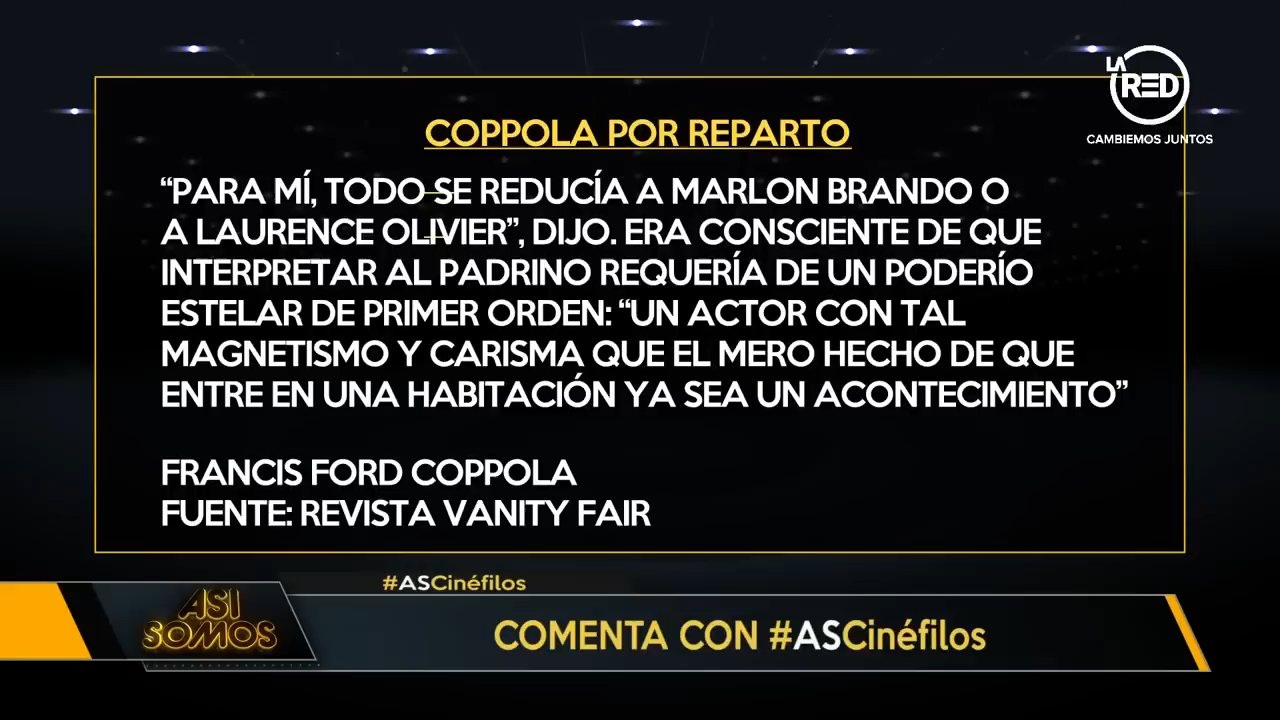 LA
RED
CAMBIEMOS JUNTOS
COPPOLA POR REPARTO
“PARA MÍ, TODO SE REDUCÍA A MARLON BRANDO O
A LAURENCE OLIVIER”, DIJO. ERA CONSCIENTE DE QUE
INTERPRETAR AL PADRINO REQUERÍA DE UN PODERÍO
ESTELAR DE PRIMER ORDEN: “UN ACTOR CON TAL
MAGNETISMO Y CARISMA QUE EL MERO HECHO DE QUE
ENTRE EN UNA HABITACIÓN YA SEA UN ACONTECIMIENTO”
FRANCIS FORD COPPOLA
FUENTE: REVISTA VANITY FAIR
#ASCinéfilos
ASI
SOMOS
COMENTA CON #ASCinéfilos